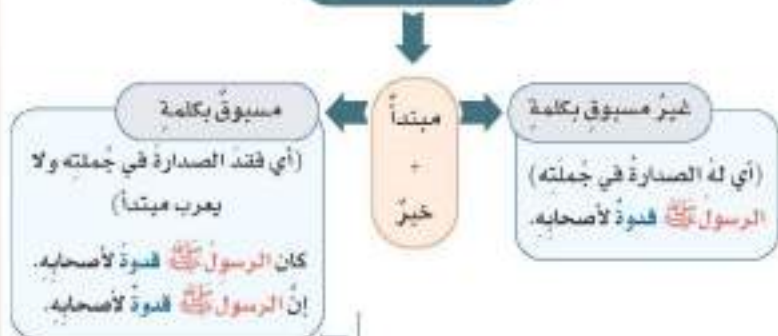 غيرُ مسبوقٍ بكلمةٍ
(أي لهُ الصدارةُ في جُملته)
الرسولُ ﷺ قدوةٌ لأصحابِهِ.
مبتدأٌ
+
خبرٌ
مسبوقٌ بكلمةٍ
(أي فقدَ الصدارةَ في جُملتِه ولا
يعرب مبتدأ)
كان الرسولُ ﷺ قدوةً لأصحابه.
إنَّ الرسولَ ﷺ قدوةٌ لأصحابِه.